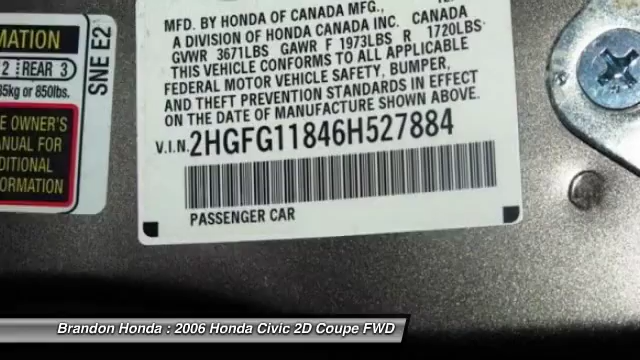 MFD. BY HONDA OF CANADA MFG.,
A DIVISION OF HONDA CANADA INC. CANADA
GVWR 3671LBS GAWR F 1973LBS R 1720LBS
THIS VEHICLE CONFORMS TO ALL APPLICABLE
FEDERAL MOTOR VEHICLE SAFETY, BUMPER,
AND THEFT PREVENTION STANDARDS IN EFFECT
ON THE DATE OF MANUFACTURE SHOWN ABOVE.
V.I.N. 2HGFG11846H527884
PASSENGER CAR
MATION
2 REAR 3
85kg or 850lbs.
E OWNER'S
ANUAL FOR
DITIONAL
FORMATION
SNE E2
Brandon Honda : 2006 Honda Civic 2D Coupe FWD